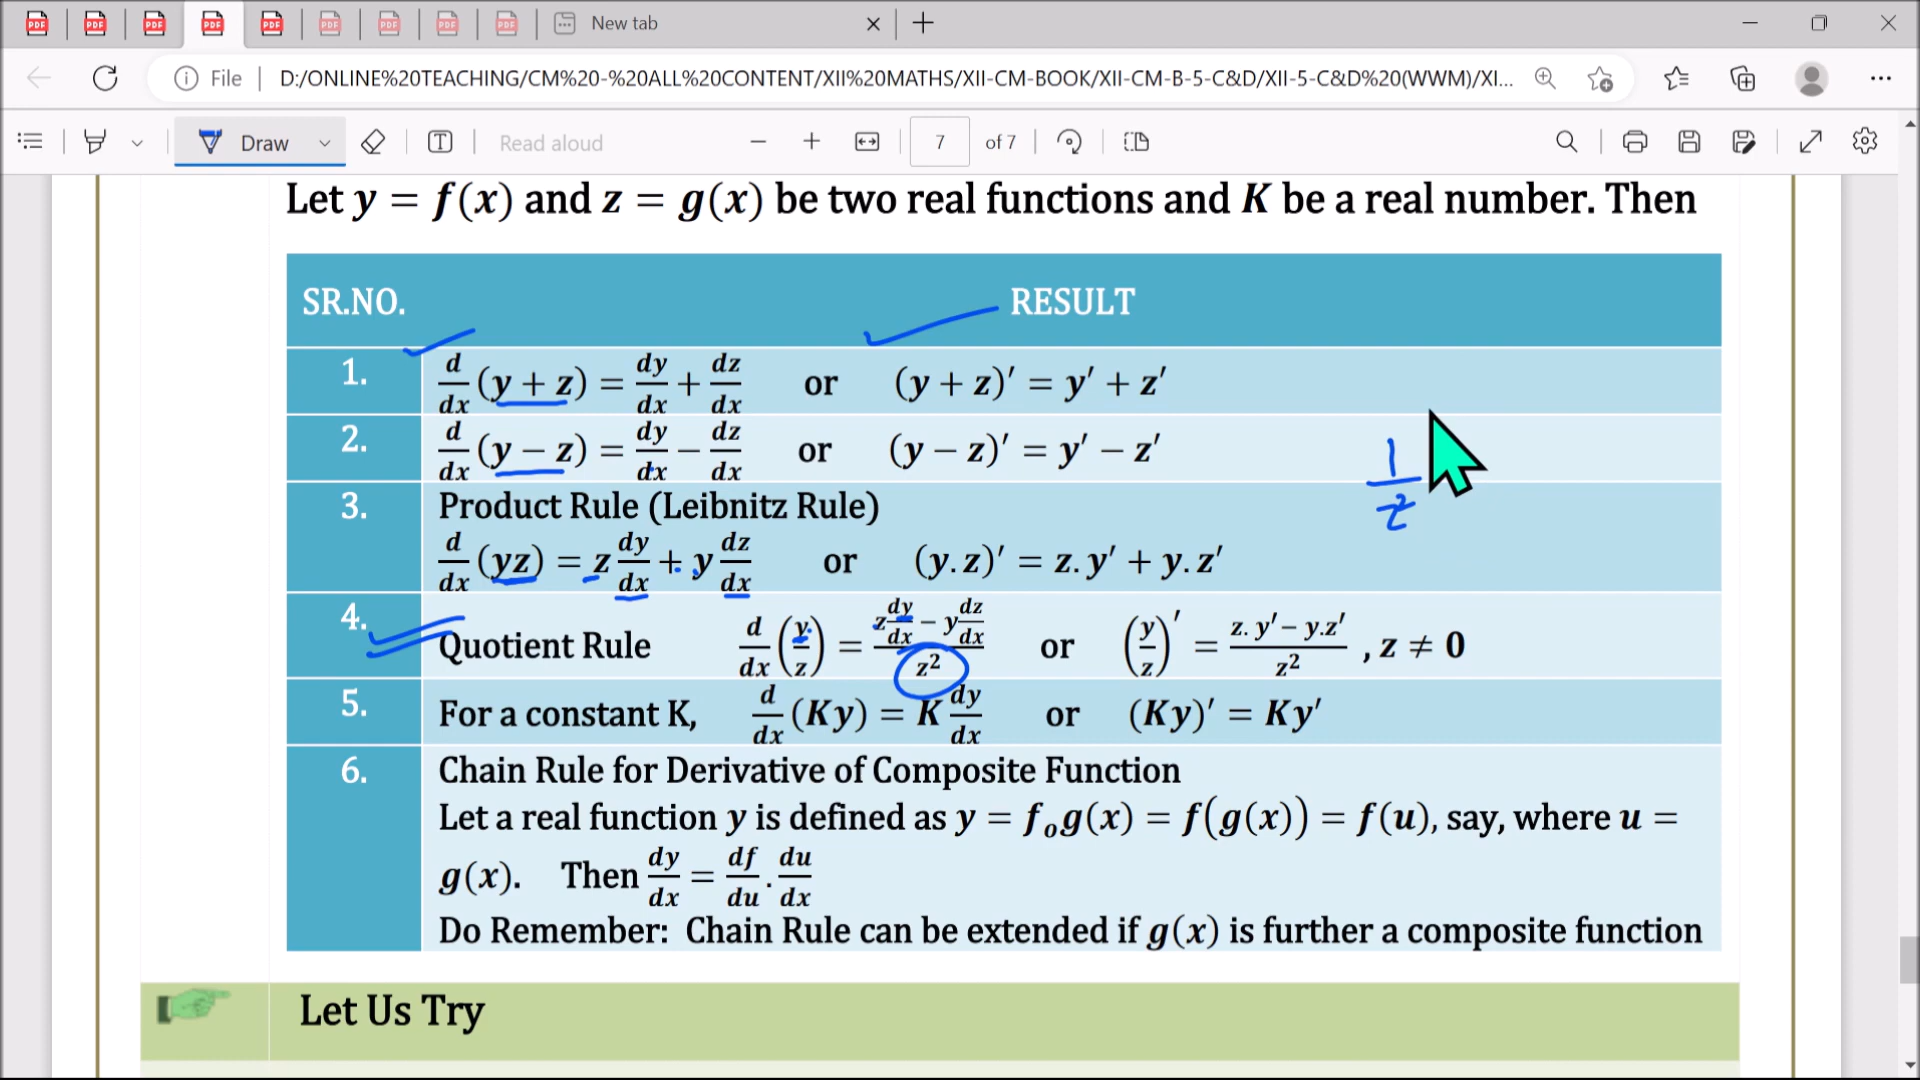 New tab
File
D:/ONLINE%20TEACHING/CM%20-%20ALL%20CONTENT/XII%20MATHS/XII-CM-BOOK/XII-CM-B-5-C&D/XII-5-C&D%20(WWM)/XI...
Draw
Read aloud
7 of 7
Let y = f(x) and z = g(x) be two real functions and K be a real number. Then
SR.NO. RESULT
1. d/dx (y + z) = dy/dx + dz/dx or (y + z)′ = y′ + z′
2. d/dx (y − z) = dy/dx − dz/dx or (y − z)′ = y′ − z′
1/z²
3. Product Rule (Leibnitz Rule)
d/dx (yz) = z dy/dx + y dz/dx or (y.z)′ = z. y′ + y. z′
4. Quotient Rule d/dx (y/z) = (z dy/dx − y dz/dx)/z² or (y/z)′ = (z. y′ − y.z′)/z² , z ≠ 0
5. For a constant K, d/dx (Ky) = K dy/dx or (Ky)′ = Ky′
6. Chain Rule for Derivative of Composite Function
Let a real function y is defined as y = fₒg(x) = f(g(x)) = f(u), say, where u =
g(x). Then dy/dx = df/du . du/dx
Do Remember: Chain Rule can be extended if g(x) is further a composite function
Let Us Try